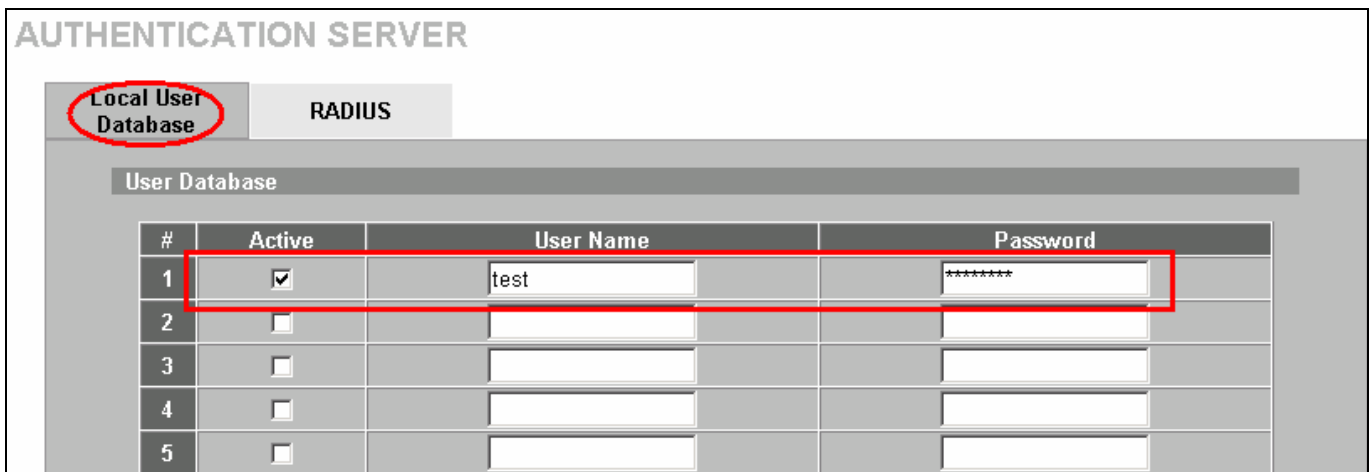 AUTHENTICATION SERVER
Local User
Database
RADIUS
User Database
# Active User Name Password
1 test ********
2
3
4
5